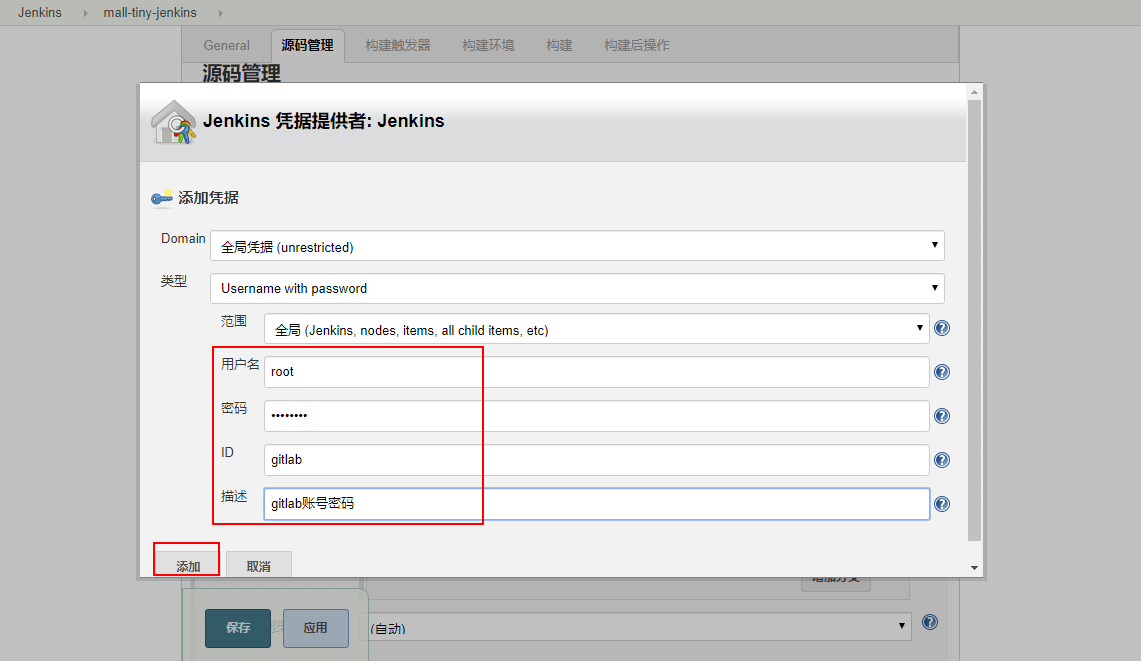 Jenkins mall-tiny-jenkins
General 源码管理 构建触发器 构建环境 构建 构建后操作
源码管理
Jenkins 凭据提供者: Jenkins
添加凭据
Domain 全局凭据 (unrestricted)
类型 Username with password
范围 全局 (Jenkins, nodes, items, all child items, etc)
用户名 root
密码 ••••••••
ID gitlab
描述 gitlab账号密码
添加 取消
增加分支
保存 应用 (自动)